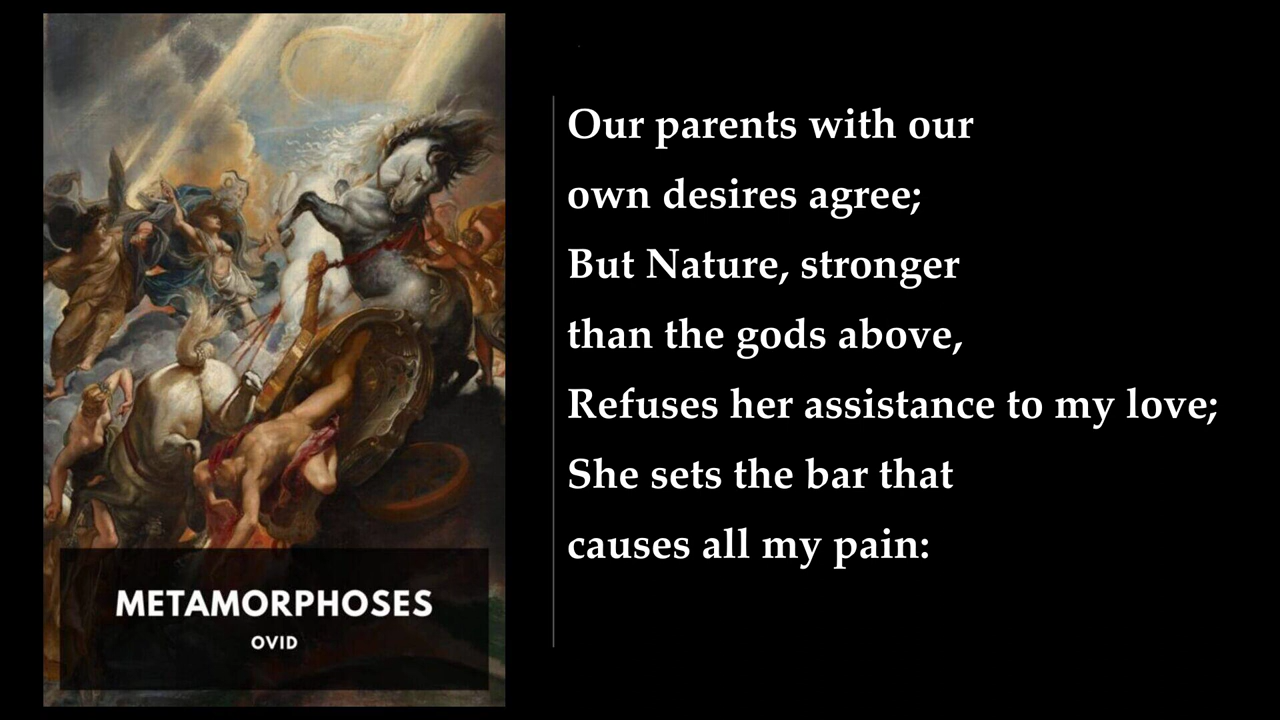 METAMORPHOSES
OVID
Our parents with our
own desires agree;
But Nature, stronger
than the gods above,
Refuses her assistance to my love;
She sets the bar that
causes all my pain: